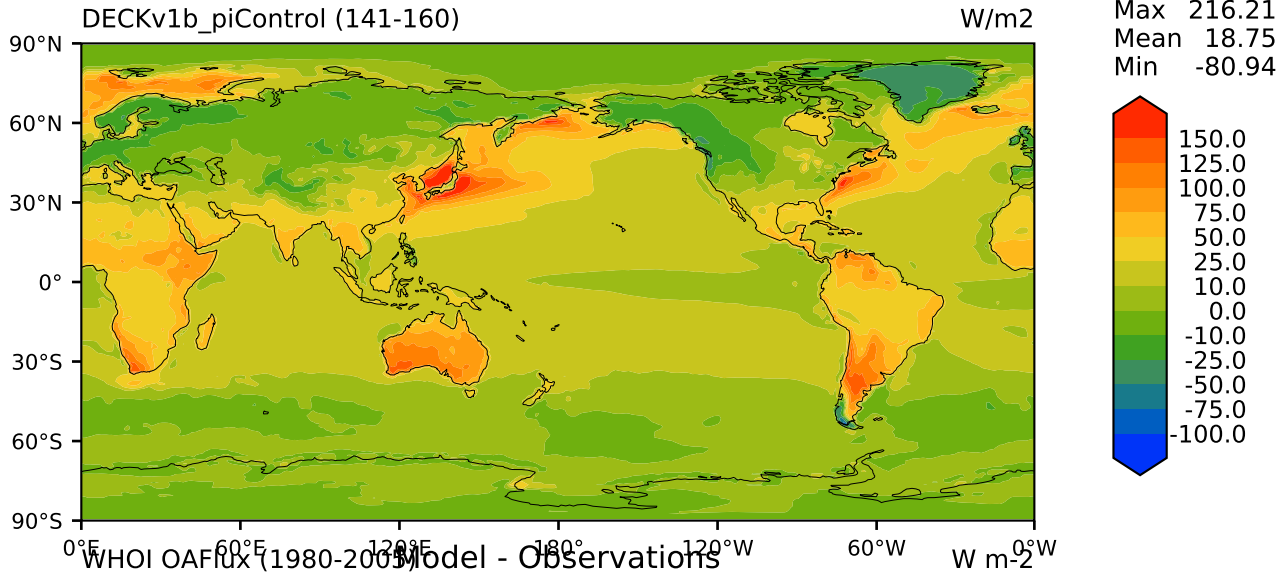 DECKv1b_piControl (141-160) W/m2
Max 216.21
Mean 18.75
Min -80.94
90°N
60°N
30°N
0°
30°S
60°S
90°S
150.0
125.0
100.0
75.0
50.0
25.0
10.0
0.0
-10.0
-25.0
-50.0
-75.0
-100.0
0°E 60°E 120°E 180° 120°W 60°W 0°W
WHOI OAFlux (1980-2005) Model - Observations W m-2